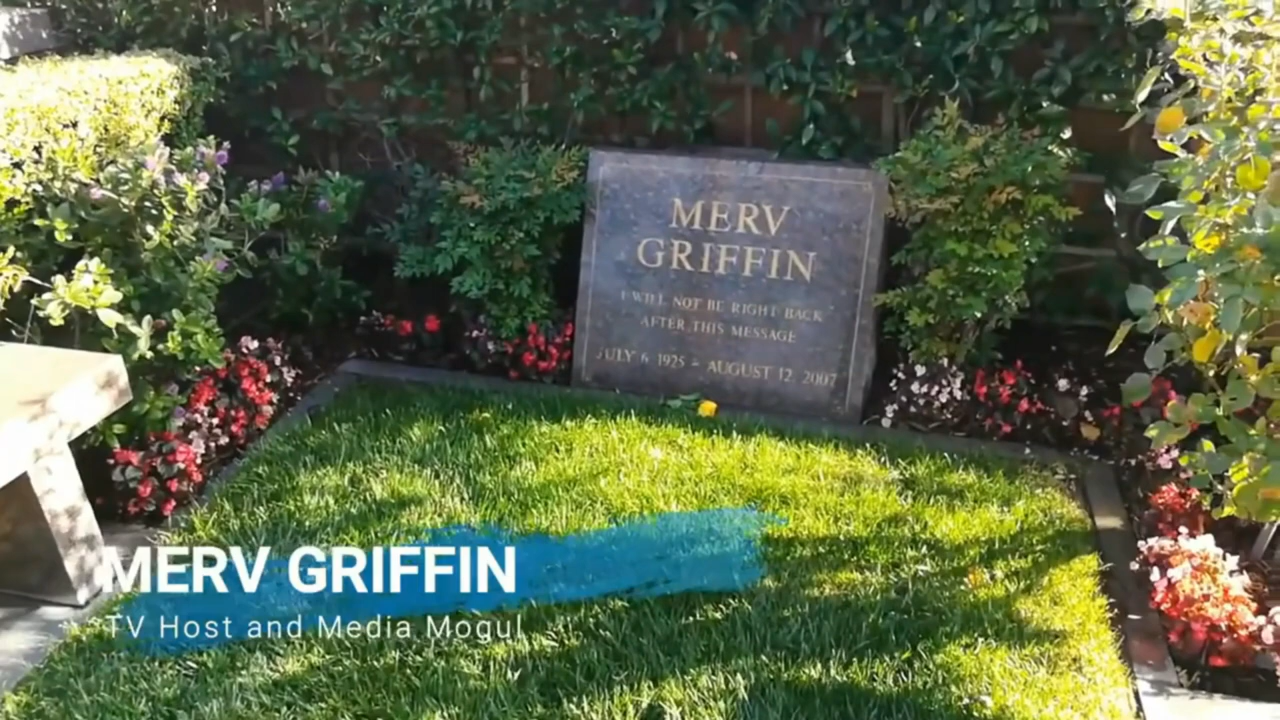 MERV
GRIFFIN
I WILL NOT BE RIGHT BACK
AFTER THIS MESSAGE
JULY 6 1925 - AUGUST 12, 2007
MERV GRIFFIN
TV Host and Media Mogul